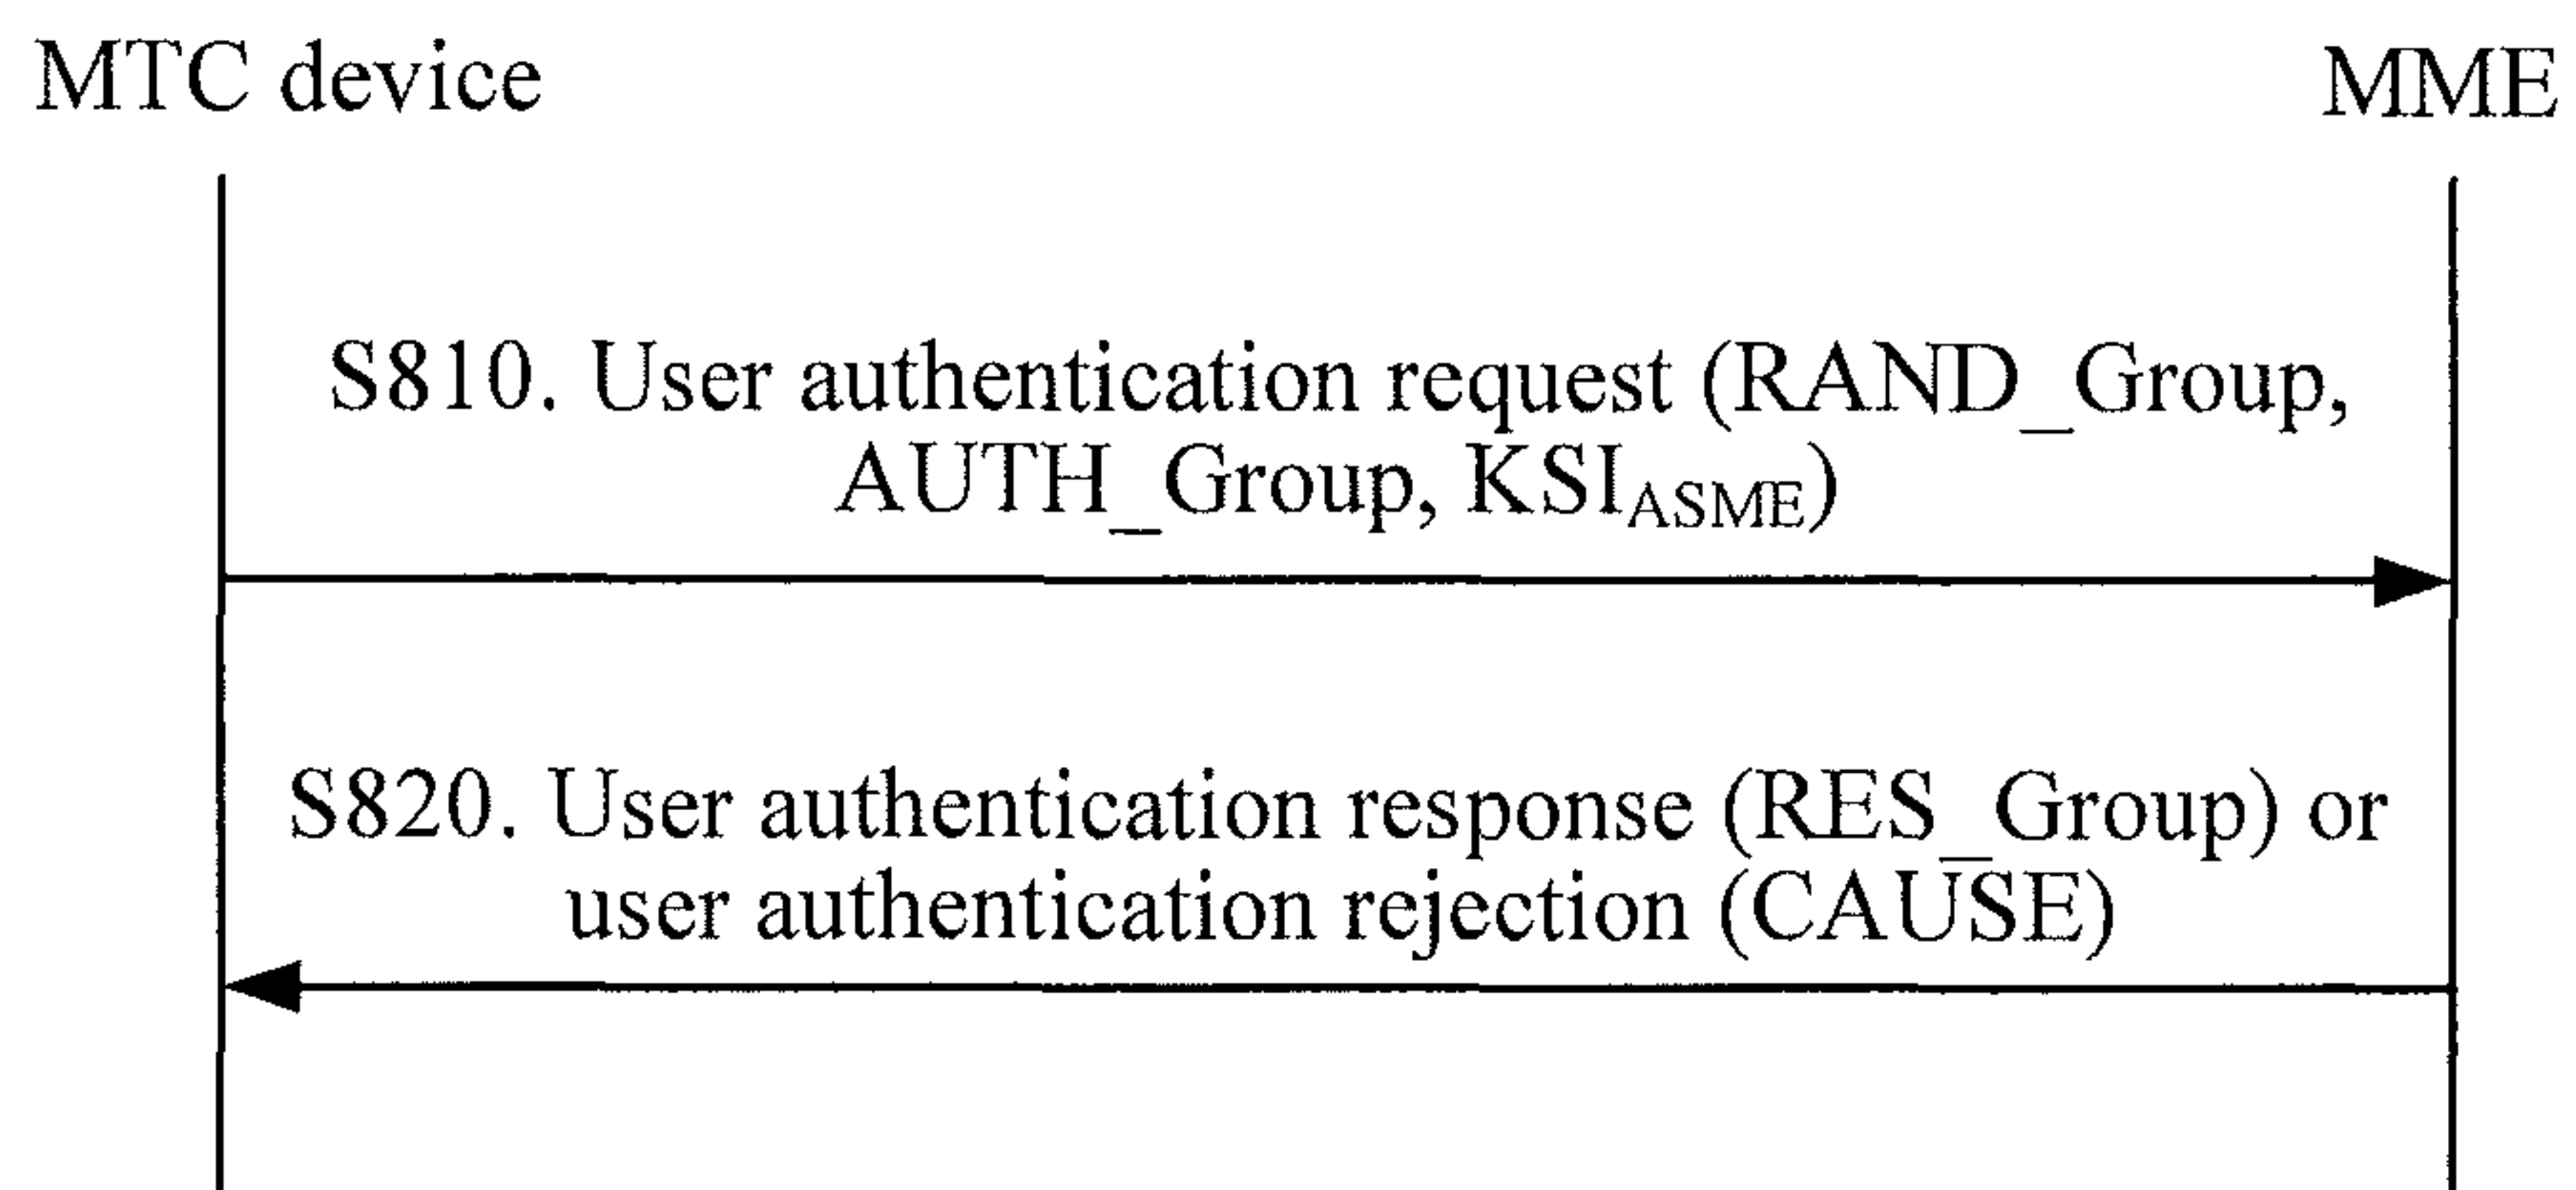 MTC device
MME
S810. User authentication request (RAND_Group,
AUTH_Group, KSI_ASME)
S820. User authentication response (RES_Group) or
user authentication rejection (CAUSE)